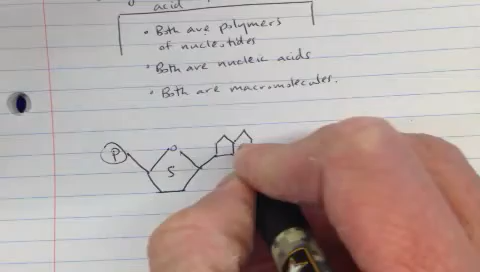 acid
• Both are polymers
of nucleotides
• Both are nucleic acids
• Both are macromolecules.
P
O
S